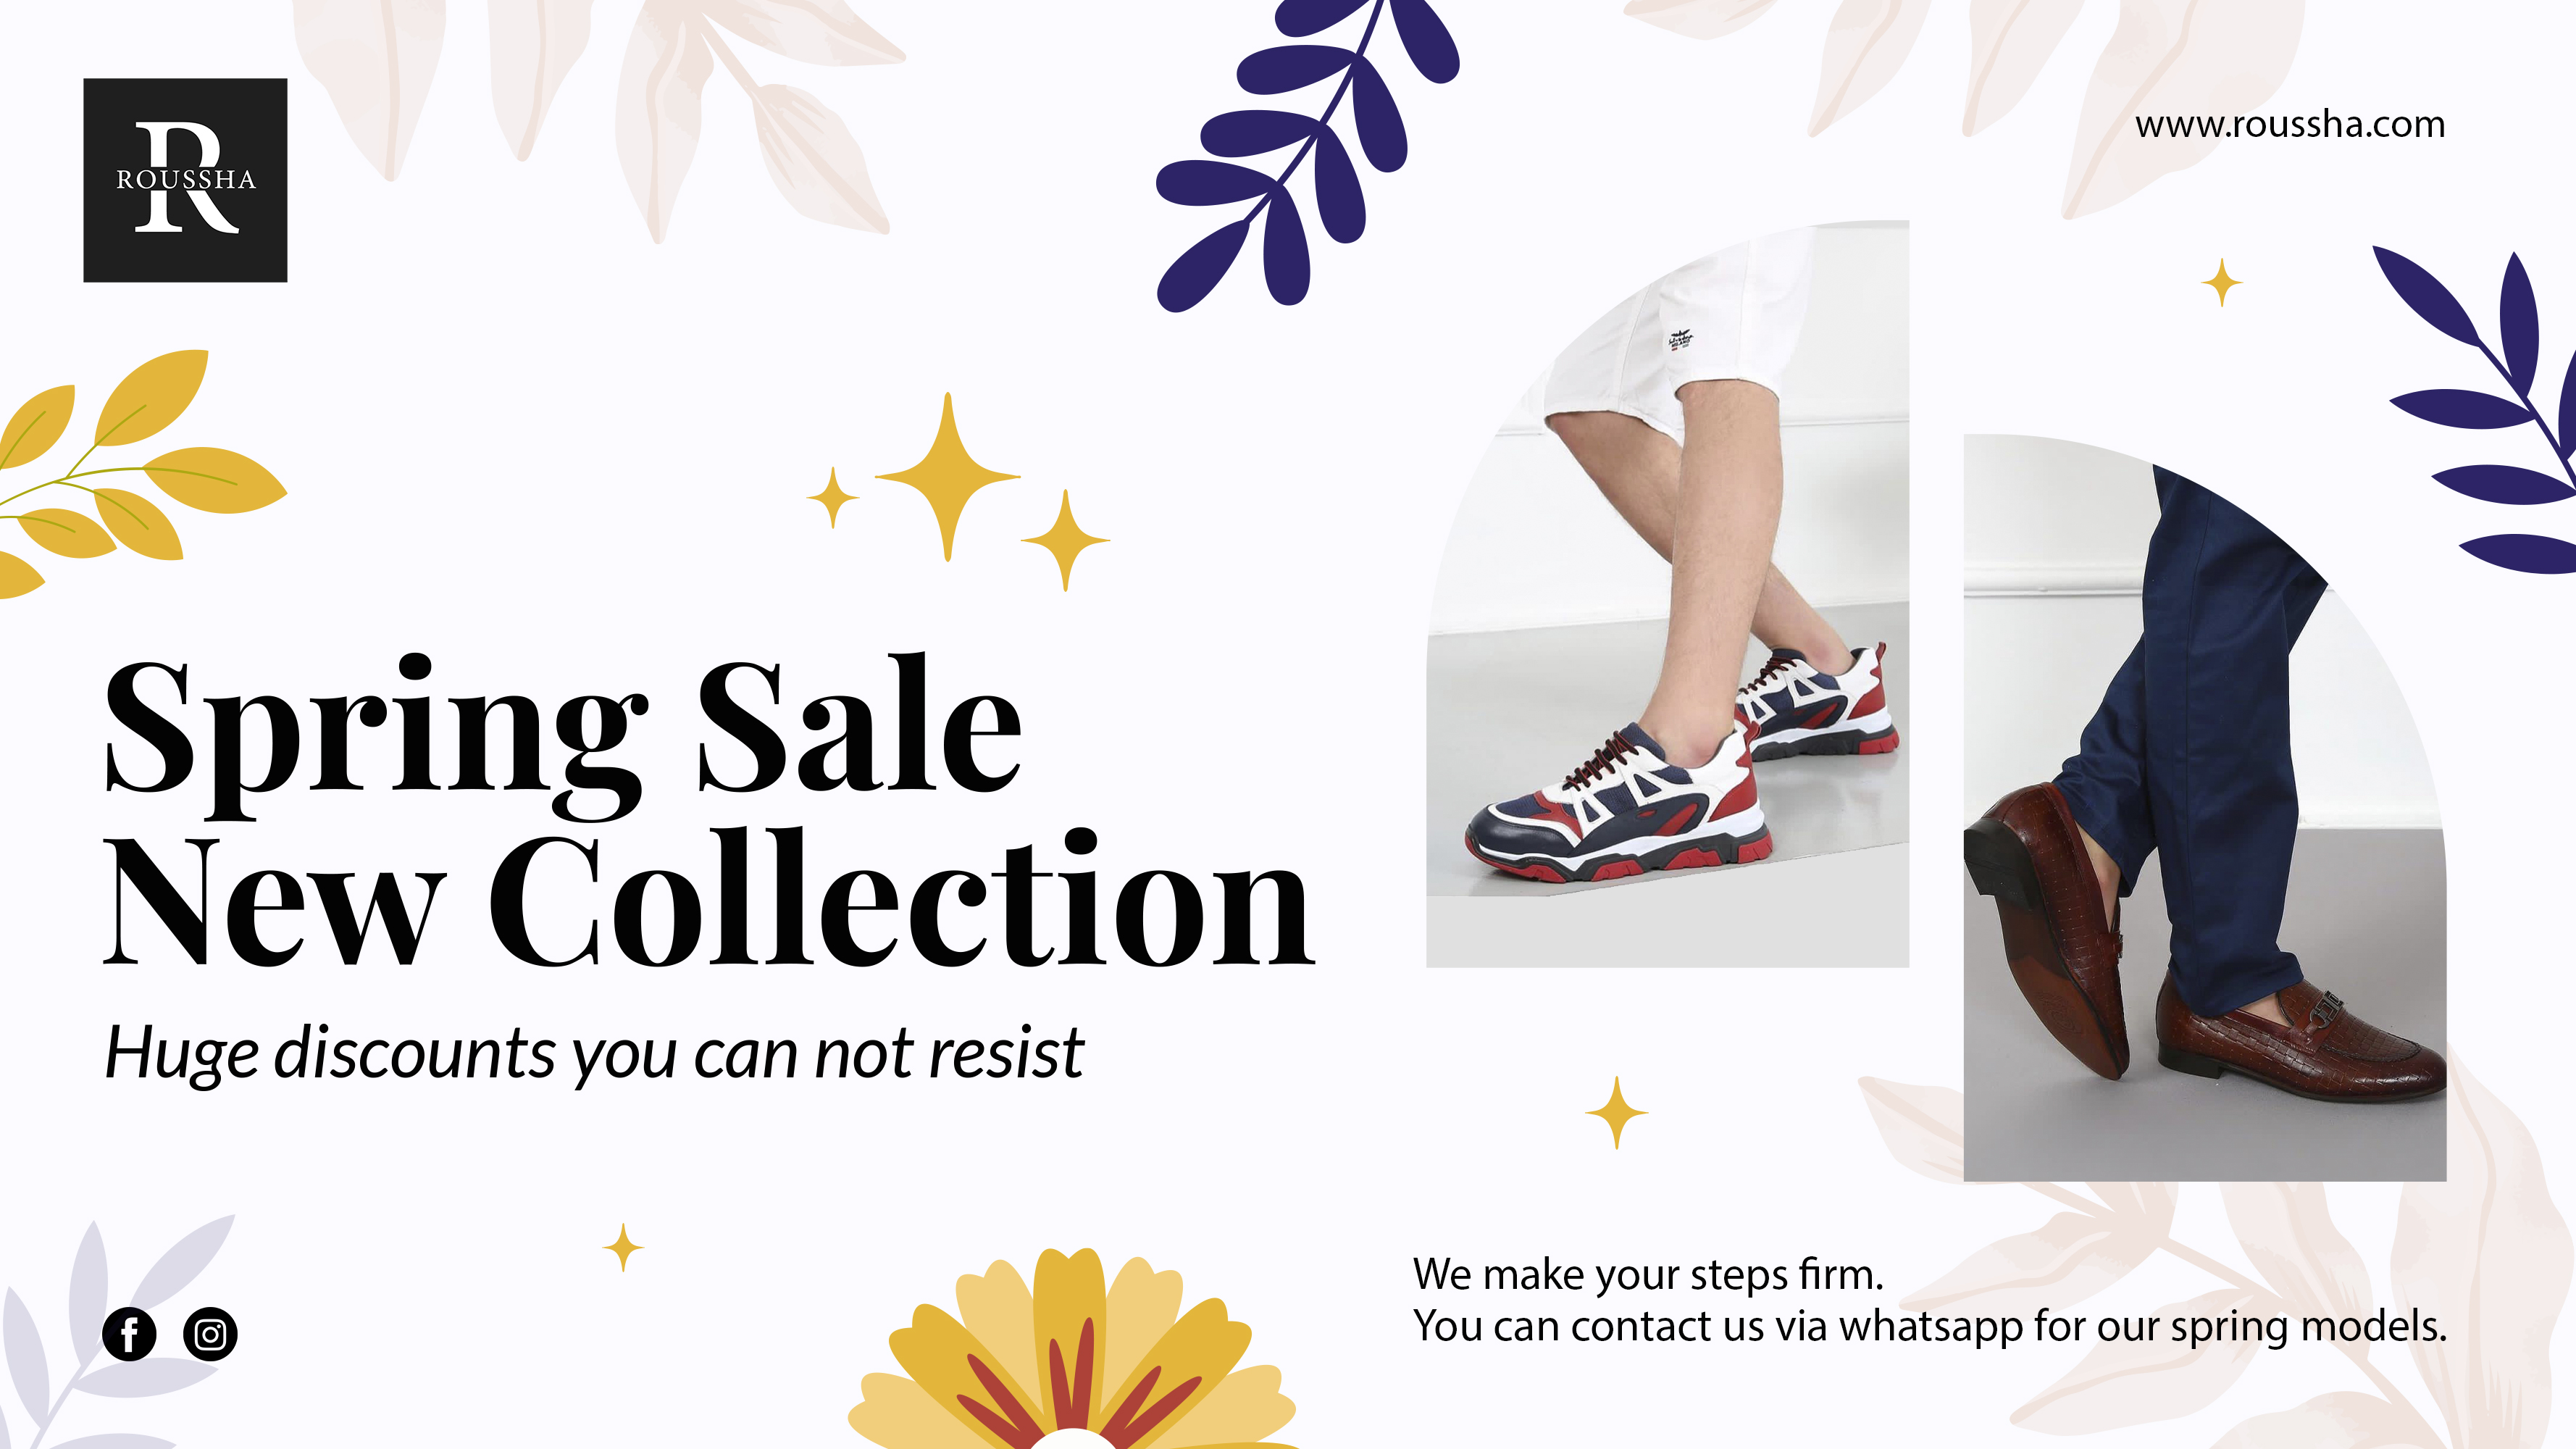 R
ROUSSHA
www.roussha.com
Spring Sale
New Collection
Huge discounts you can not resist
We make your steps firm.
You can contact us via whatsapp for our spring models.